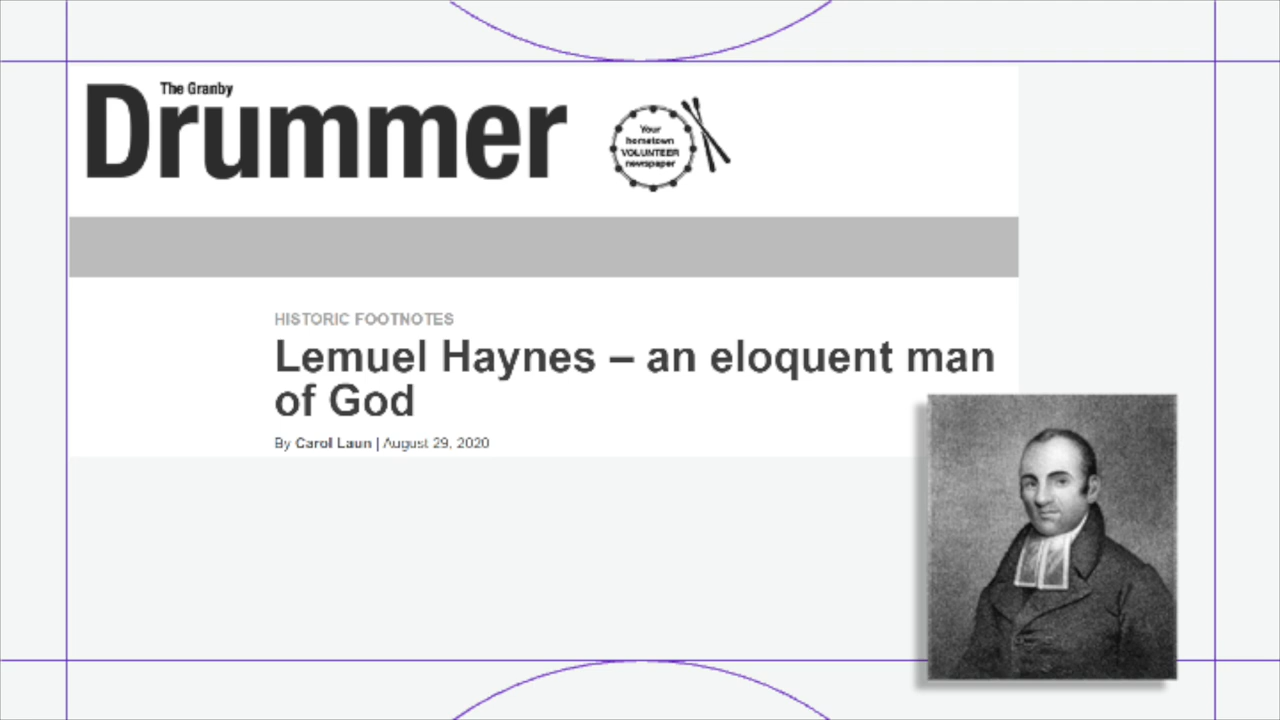 The Granby
Drummer
Your
hometown
VOLUNTEER
newspaper
HISTORIC FOOTNOTES
Lemuel Haynes – an eloquent man
of God
By Carol Laun | August 29, 2020